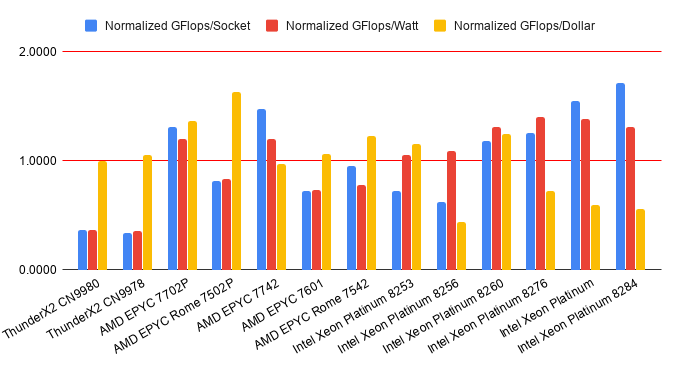 Normalized GFlops/Socket Normalized GFlops/Watt Normalized GFlops/Dollar
2.0000
1.0000
0.0000
ThunderX2 CN9980
ThunderX2 CN9978
AMD EPYC 7702P
AMD EPYC Rome 7502P
AMD EPYC 7742
AMD EPYC 7601
AMD EPYC Rome 7542
Intel Xeon Platinum 8253
Intel Xeon Platinum 8256
Intel Xeon Platinum 8260
Intel Xeon Platinum 8276
Intel Xeon Platinum
Intel Xeon Platinum 8284